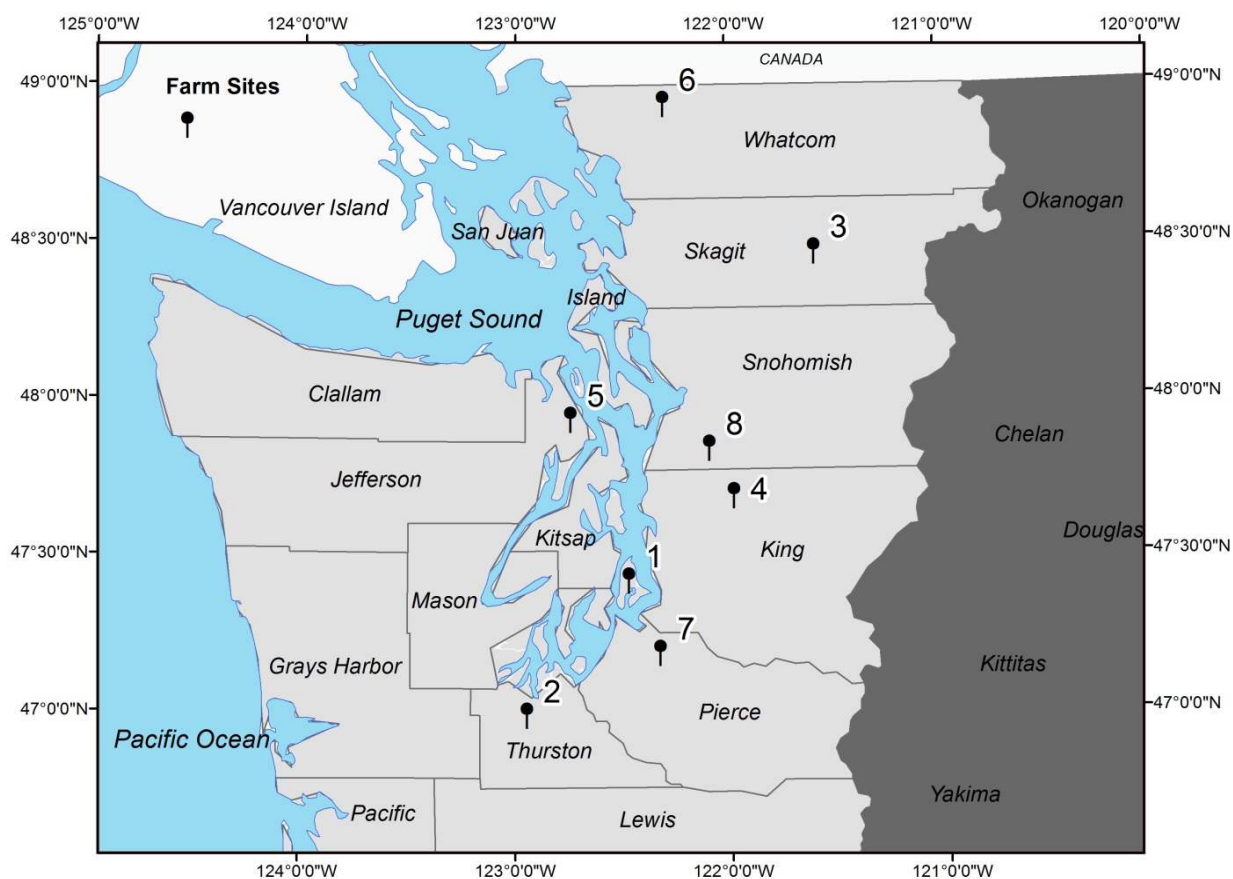 125°0'0"W 124°0'0"W 123°0'0"W 122°0'0"W 121°0'0"W 120°0'0"W
CANADA
49°0'0"N 49°0'0"N
Farm Sites
6
Whatcom
Okanogan
Vancouver Island
San Juan
3
48°30'0"N 48°30'0"N
Skagit
Island
Puget Sound
Snohomish
48°0'0"N 48°0'0"N
Clallam
5
8
Chelan
Jefferson
4
Douglas
47°30'0"N 47°30'0"N
Kitsap
King
1
Mason
7
Grays Harbor
Kittitas
2
47°0'0"N 47°0'0"N
Pierce
Pacific Ocean
Thurston
Yakima
Pacific
Lewis
124°0'0"W 123°0'0"W 122°0'0"W 121°0'0"W